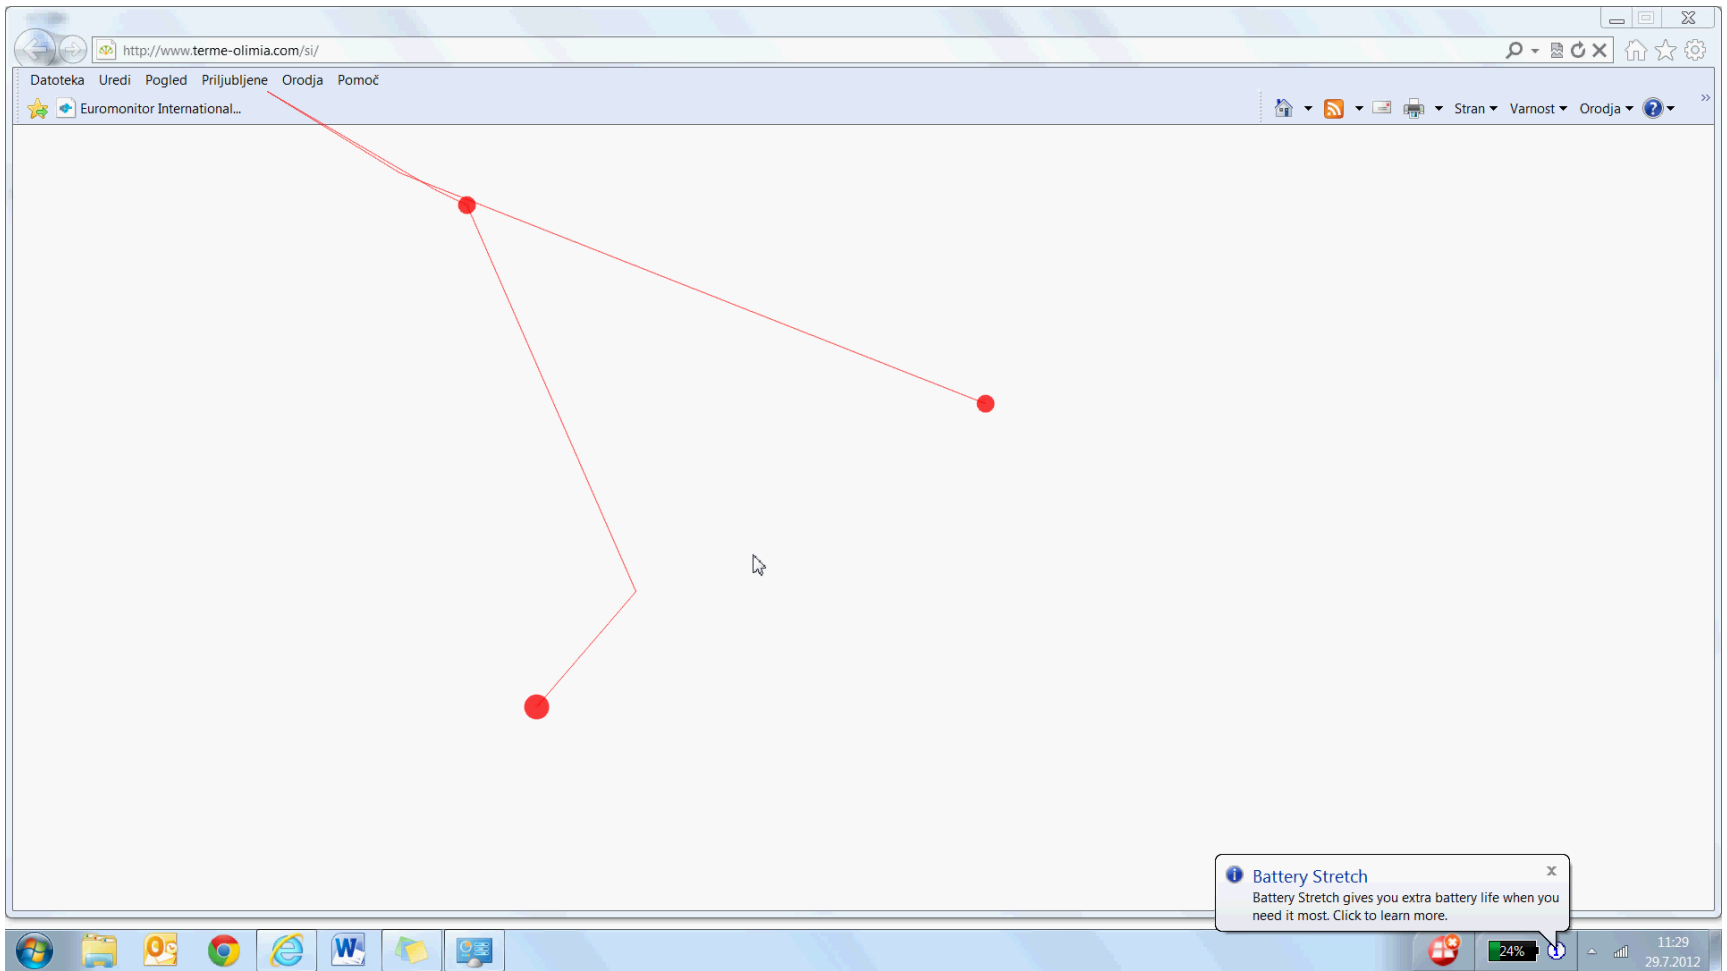 http://www.terme-olimia.com/si/
Datoteka Uredi Pogled Priljubljene Orodja Pomoč
Euromonitor International...
Stran Varnost Orodja
Battery Stretch
Battery Stretch gives you extra battery life when you
need it most. Click to learn more.
24%
11:29
29.7.2012